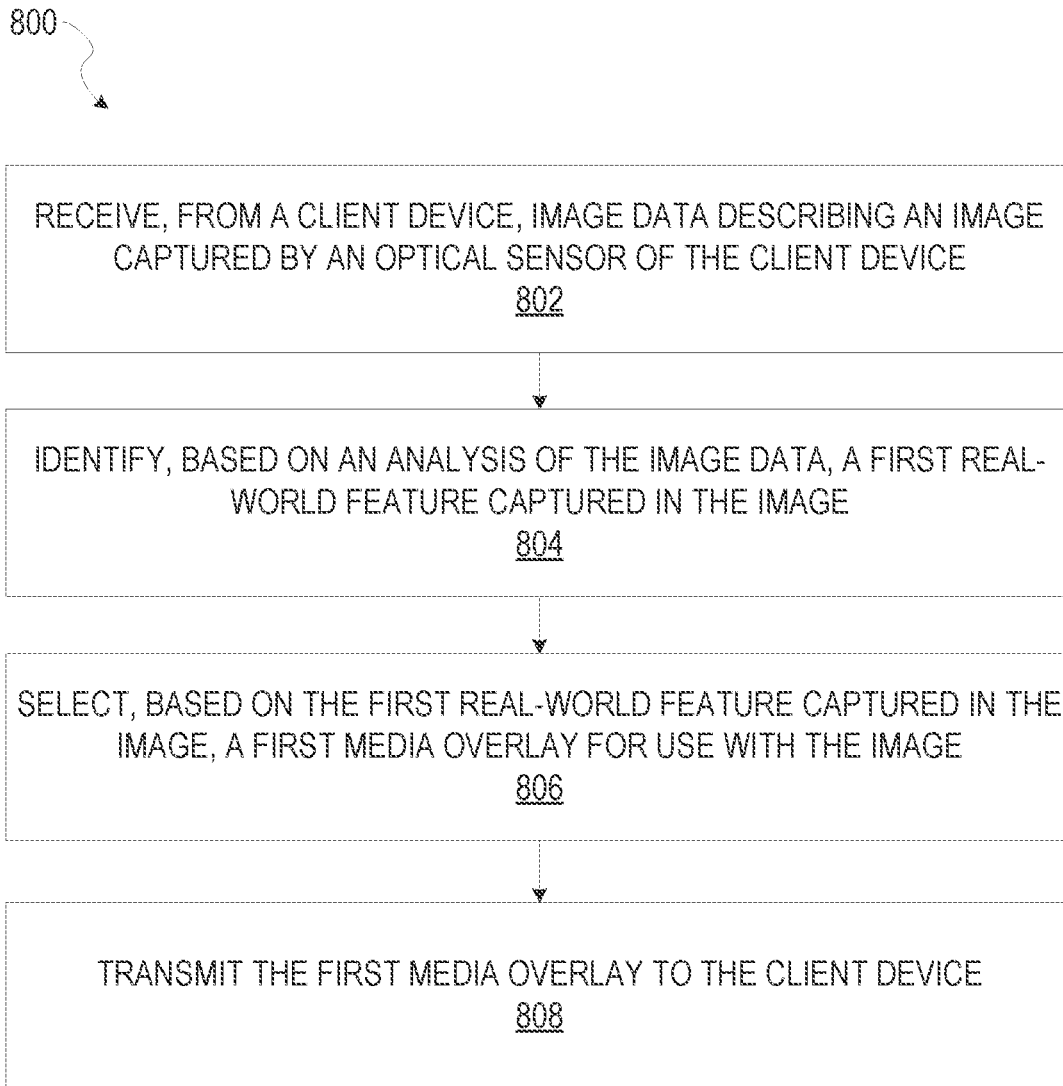 800
RECEIVE, FROM A CLIENT DEVICE, IMAGE DATA DESCRIBING AN IMAGE
CAPTURED BY AN OPTICAL SENSOR OF THE CLIENT DEVICE
802
IDENTIFY, BASED ON AN ANALYSIS OF THE IMAGE DATA, A FIRST REAL-
WORLD FEATURE CAPTURED IN THE IMAGE
804
SELECT, BASED ON THE FIRST REAL-WORLD FEATURE CAPTURED IN THE
IMAGE, A FIRST MEDIA OVERLAY FOR USE WITH THE IMAGE
806
TRANSMIT THE FIRST MEDIA OVERLAY TO THE CLIENT DEVICE
808